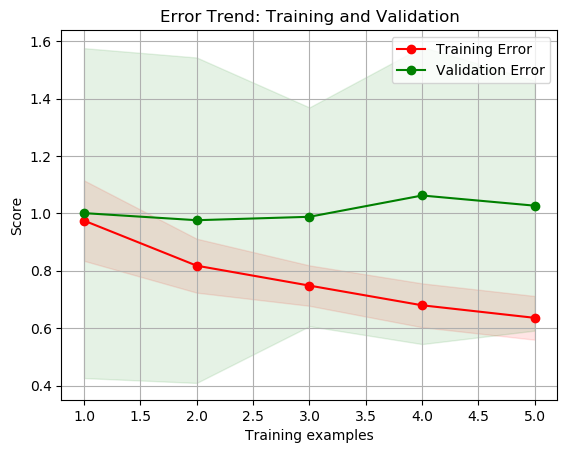 Error Trend: Training and Validation
Training Error
Validation Error
Score
1.6
1.4
1.2
1.0
0.8
0.6
0.4
1.0 1.5 2.0 2.5 3.0 3.5 4.0 4.5 5.0
Training examples